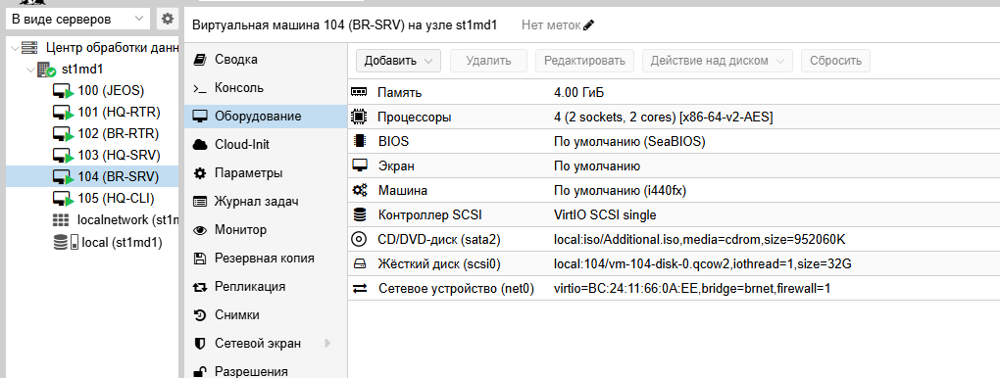 В виде серверов
Центр обработки данн
st1md1
100 (JEOS)
101 (HQ-RTR)
102 (BR-RTR)
103 (HQ-SRV)
104 (BR-SRV)
105 (HQ-CLI)
localnetwork (st1m
local (st1md1)
Виртуальная машина 104 (BR-SRV) на узле st1md1 Нет меток
Сводка
Консоль
Оборудование
Cloud-Init
Параметры
Журнал задач
Монитор
Резервная копия
Репликация
Снимки
Сетевой экран
Разрешения
Добавить Удалить Редактировать Действие над диском Сбросить
Память 4.00 ГиБ
Процессоры 4 (2 sockets, 2 cores) [x86-64-v2-AES]
BIOS По умолчанию (SeaBIOS)
Экран По умолчанию
Машина По умолчанию (i440fx)
Контроллер SCSI VirtIO SCSI single
CD/DVD-диск (sata2) local:iso/Additional.iso,media=cdrom,size=952060K
Жёсткий диск (scsi0) local:104/vm-104-disk-0.qcow2,iothread=1,size=32G
Сетевое устройство (net0) virtio=BC:24:11:66:0A:EE,bridge=brnet,firewall=1